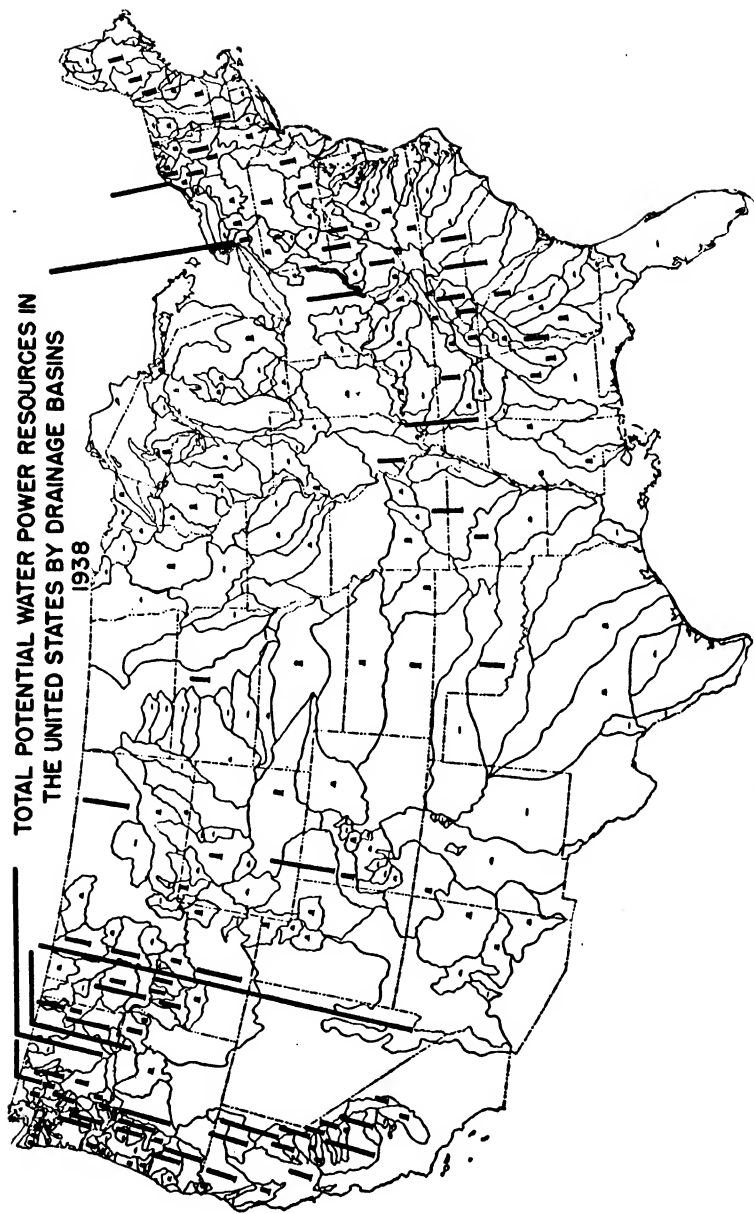 TOTAL POTENTIAL WATER POWER RESOURCES IN
THE UNITED STATES BY DRAINAGE BASINS
1938